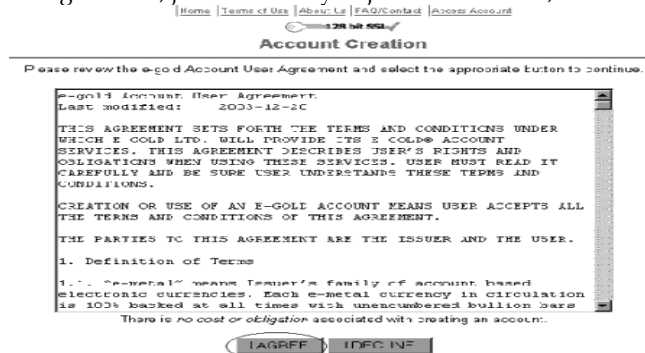 Home | Terms of Use | About Us | FAQ/Contact | Access Account
128 bit SSL
Account Creation
Please review the e-gold Account User Agreement and select the appropriate button to continue.
e-gold Account User Agreement
Last modified: 2003-12-20
THIS AGREEMENT SETS FORTH THE TERMS AND CONDITIONS UNDER
WHICH E GOLD LTD. WILL PROVIDE ITS E GOLD® ACCOUNT
SERVICES. THIS AGREEMENT DESCRIBES USER'S RIGHTS AND
OBLIGATIONS WHEN USING THESE SERVICES. USER MUST READ IT
CAREFULLY AND BE SURE USER UNDERSTANDS THESE TERMS AND
CONDITIONS.
CREATION OR USE OF AN E-GOLD ACCOUNT MEANS USER ACCEPTS ALL
THE TERMS AND CONDITIONS OF THIS AGREEMENT.
THE PARTIES TO THIS AGREEMENT ARE THE ISSUER AND THE USER.
1. Definition of Terms
1.1. "e-metal" means Issuer's family of account based
electronic currencies. Each e-metal currency in circulation
is 100% backed at all times with unencumbered bullion bars
There is no cost or obligation associated with creating an account.
I AGREE I DECLINE